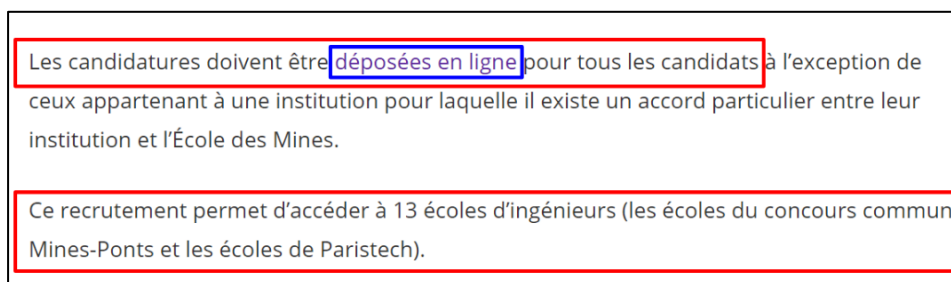 Les candidatures doivent être déposées en ligne pour tous les candidats à l’exception de
ceux appartenant à une institution pour laquelle il existe un accord particulier entre leur
institution et l’École des Mines.
Ce recrutement permet d’accéder à 13 écoles d’ingénieurs (les écoles du concours commun
Mines-Ponts et les écoles de Paristech).